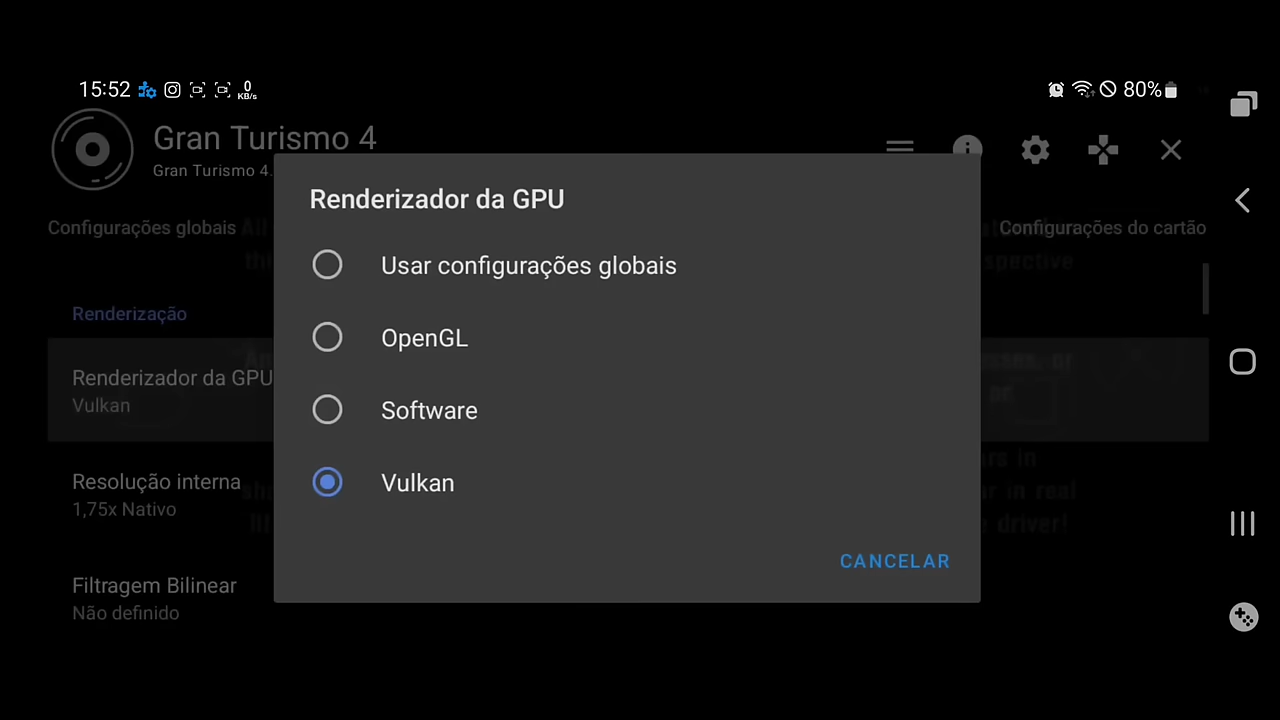 15:52
0
KB/s
80%
Gran Turismo 4
Gran Turismo 4.
Configurações globais
Configurações do cartão
Renderização
Renderizador da GPU
Vulkan
Resolução interna
1,75x Nativo
Filtragem Bilinear
Não definido
Renderizador da GPU
Usar configurações globais
OpenGL
Software
Vulkan
CANCELAR